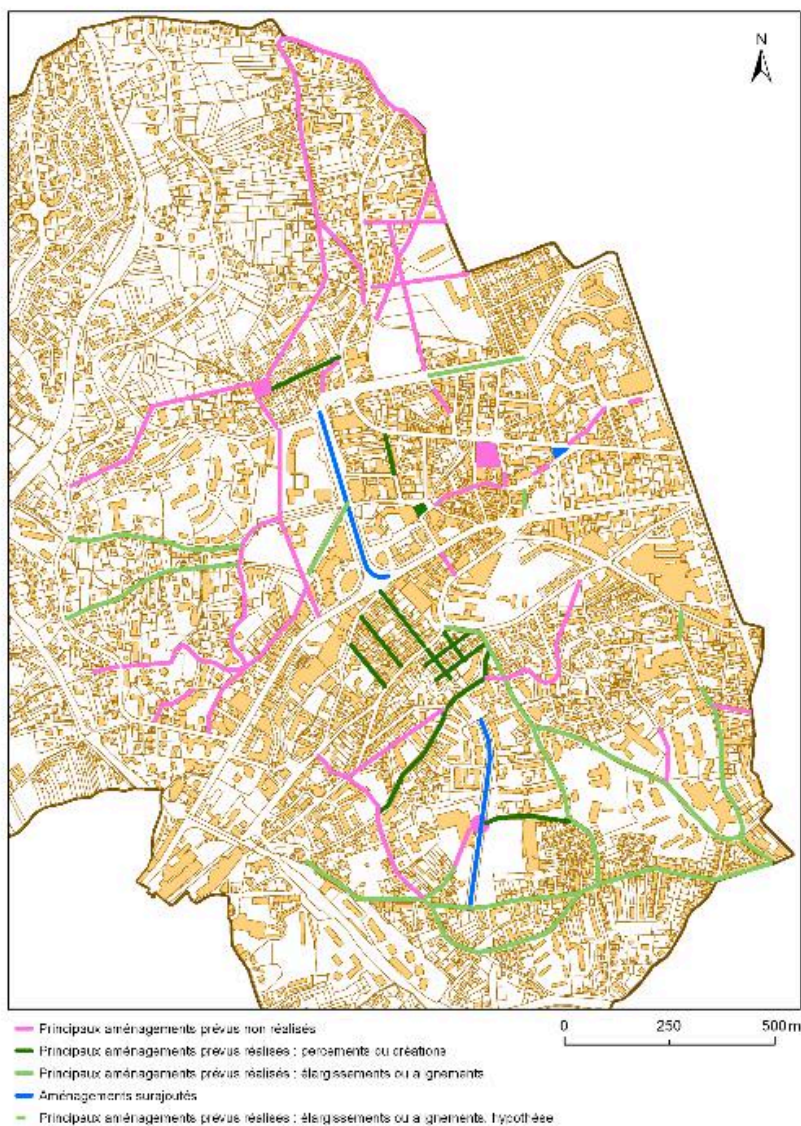 N
Principaux aménagements prévus non réalisés
Principaux aménagements prévus réalisés : percements ou créations
Principaux aménagements prévus réalisés : élargissements ou alignements
Aménagements surajoutés
Principaux aménagements prévus réalisés : élargissements ou alignements, hypothèse
0 250 500 m